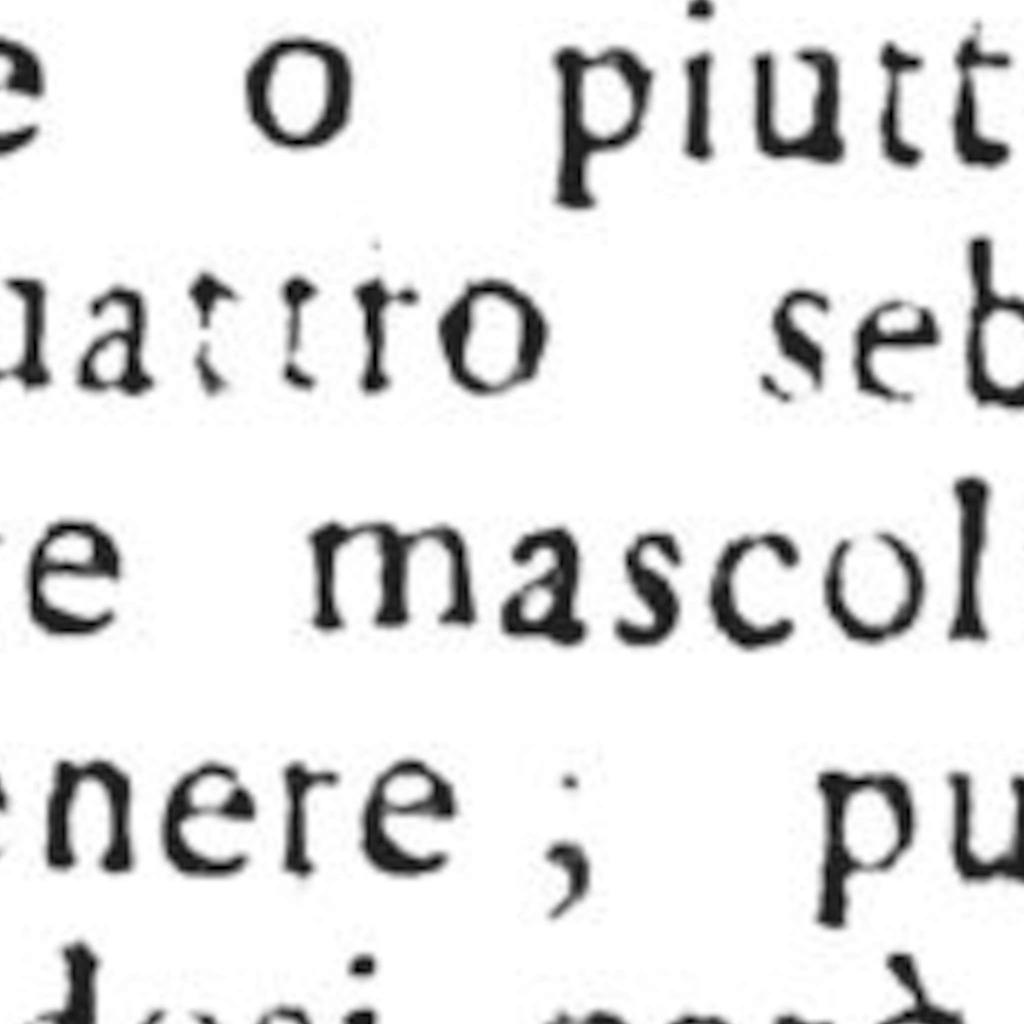 e o piutt
uattro seb
e mascol
enere; pu